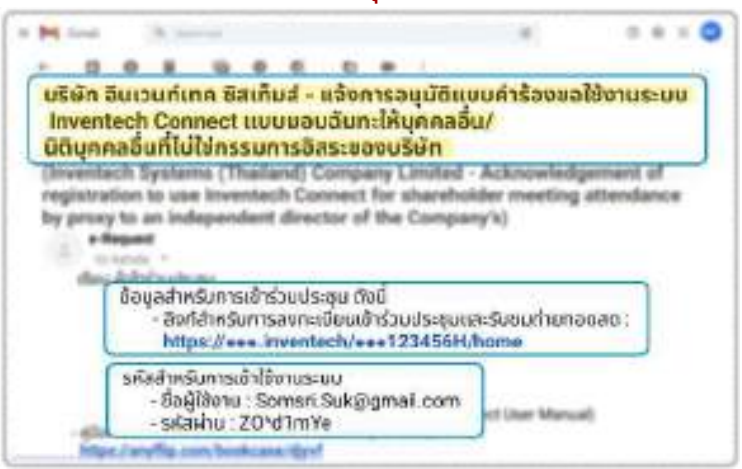 บริษัท อินเวนท์เทค ซิสเท็มส์ - แจ้งการอนุมัติแบบคำร้องขอใช้งานระบบ
Inventech Connect แบบมอบฉันทะให้บุคคลอื่น/
นิติบุคคลอื่นที่ไม่ใช่กรรมการอิสระของบริษัท
(Inventech Systems (Thailand) Company Limited - Acknowledgement of
registration to use Inventech Connect for shareholder meeting attendance
by proxy to an independent director of the Company's)
e-Request
ข้อมูลสำหรับการเข้าร่วมประชุม ดังนี้
- ลิงก์สำหรับการลงทะเบียนเข้าร่วมประชุมและรับชมถ่ายทอดสด :
https://●●●.inventech/●●●123456H/home
รหัสสำหรับการเข้าใช้งานระบบ
- ชื่อผู้ใช้งาน : Somsri.Suk@gmail.com
- รหัสผ่าน :
User Manual)